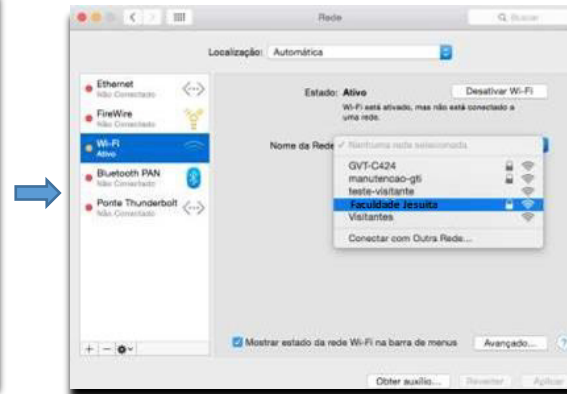 Rede
Buscar
Localização: Automática
Ethernet
Não Conectado
FireWire
Não Conectado
Wi-Fi
Ativo
Bluetooth PAN
Não Conectado
Ponte Thunderbolt
Não Conectado
Estado: Ativo
Desativar Wi-Fi
Wi-Fi está ativado, mas não está conectado a
uma rede.
Nome da Rede
✓ Nenhuma rede selecionada
GVT-C424
manutencao-gti
teste-visitante
Faculdade Jesuita
Visitantes
Conectar com Outra Rede...
Mostrar estado da rede Wi-Fi na barra de menus
Avançado...
?
Obter auxílio...
Reverter
Aplicar